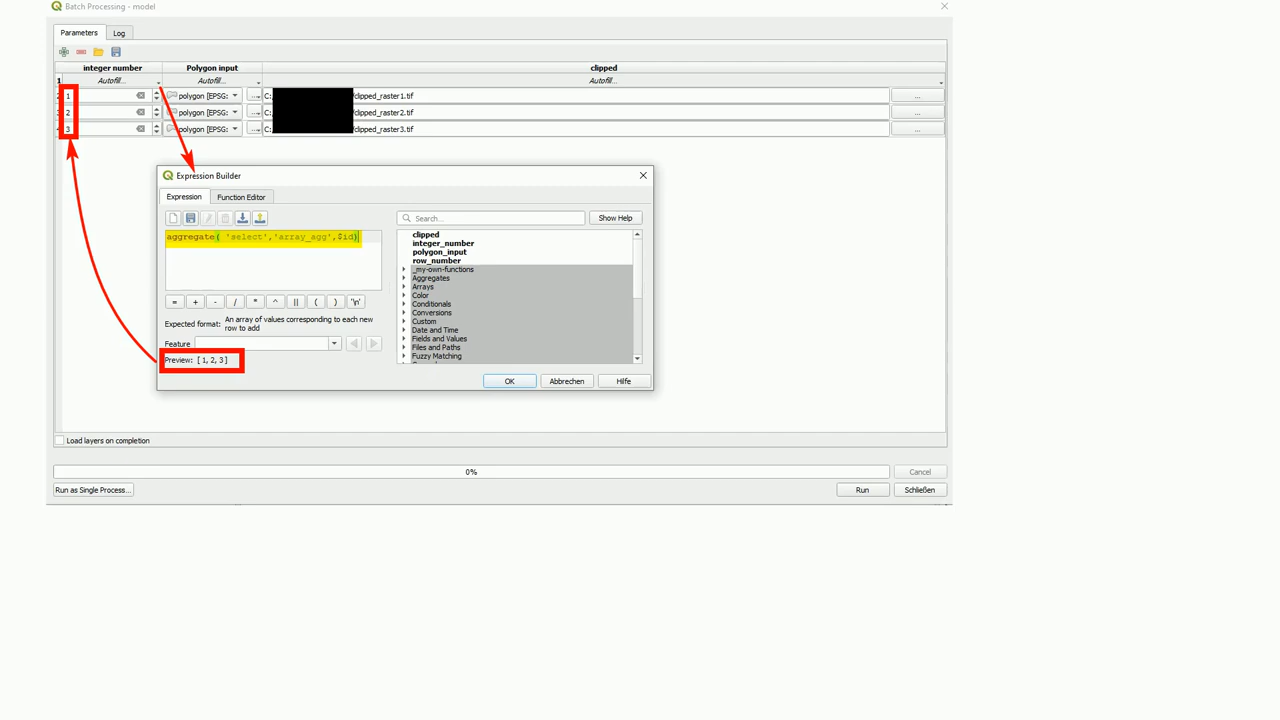 Batch Processing - model
Parameters
Log
integer number
Polygon input
clipped
1
Autofill...
Autofill...
Autofill...
1
polygon [EPSG:
...
C:
/clipped_raster1.tif
...
2
polygon [EPSG:
...
C:
/clipped_raster2.tif
...
3
polygon [EPSG:
...
C:
/clipped_raster3.tif
...
Expression Builder
Expression
Function Editor
Search...
Show Help
aggregate( 'select','array_agg',$id)
clipped
integer_number
polygon_input
row_number
_my-own-functions
Aggregates
Arrays
Color
Conditionals
Conversions
Custom
Date and Time
Fields and Values
Files and Paths
Fuzzy Matching
= + - / * ^ || ( ) '\n'
Expected format: An array of values corresponding to each new
row to add
Feature
Preview: [ 1, 2, 3 ]
OK
Abbrechen
Hilfe
Load layers on completion
0%
Cancel
Run as Single Process...
Run
Schließen